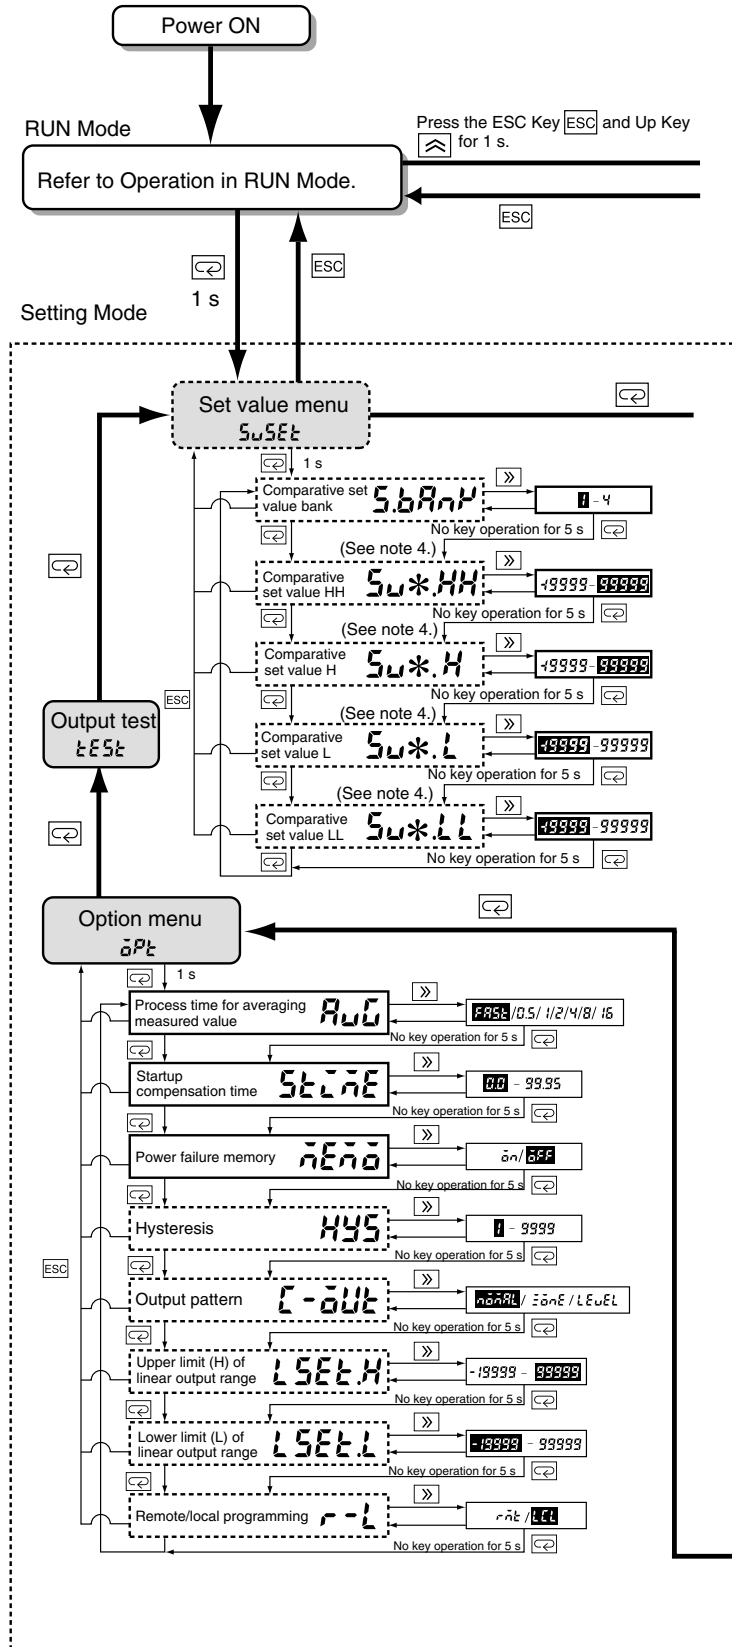 Power ON
RUN Mode
Press the ESC Key ESC and Up Key
for 1 s.
Refer to Operation in RUN Mode.
ESC
ESC
1 s
Setting Mode
Set value menu
SvSEt
1 s
Comparative set
value bank
S.bAnK
1 - 4
No key operation for 5 s
(See note 4.)
Comparative
set value HH
Sv*.HH
-19999-99999
No key operation for 5 s
(See note 4.)
Comparative
set value H
Sv*.H
-19999-99999
No key operation for 5 s
ESC
(See note 4.)
Output test
tESt
Comparative
set value L
Sv*.L
-19999-99999
No key operation for 5 s
(See note 4.)
Comparative
set value LL
Sv*.LL
-19999-99999
No key operation for 5 s
Option menu
oPt
1 s
Process time for averaging
measured value
AvG
FASt/0.5/1/2/4/8/16
No key operation for 5 s
Startup
compensation time
StimE
0.0 - 99.95
No key operation for 5 s
Power failure memory
mEmo
on/oFF
No key operation for 5 s
Hysteresis
HYS
1 - 9999
No key operation for 5 s
ESC
Output pattern
C-oUt
nomAL/ZonE/LEvEL
No key operation for 5 s
Upper limit (H) of
linear output range
LSEt.H
-19999 - 99999
No key operation for 5 s
Lower limit (L) of
linear output range
LSEt.L
-19999 - 99999
No key operation for 5 s
Remote/local programming
r-L
rmt/LCL
No key operation for 5 s